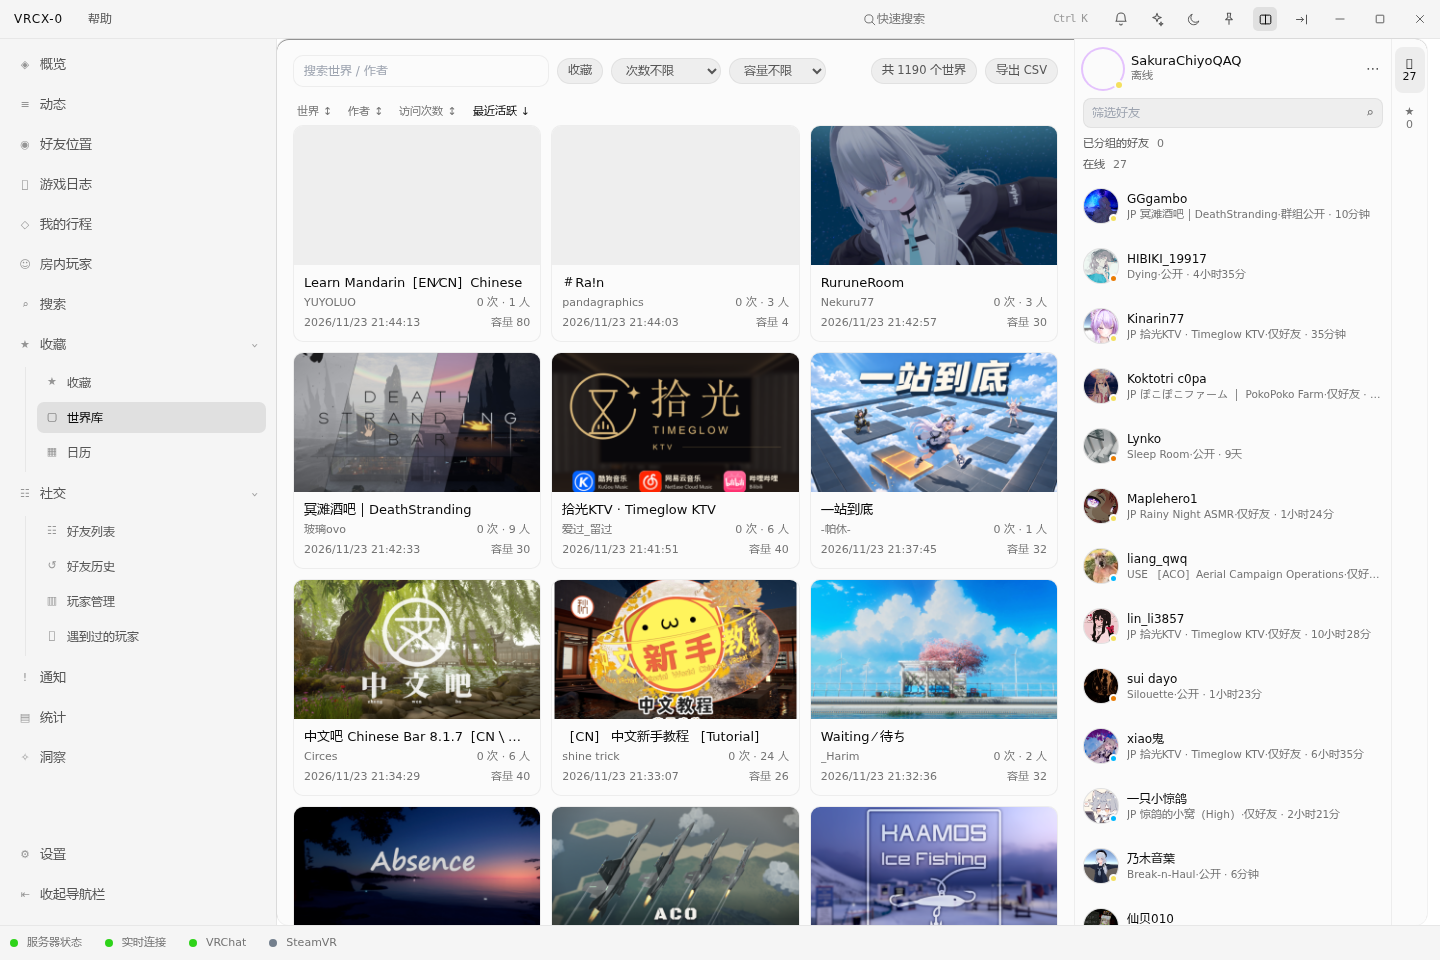 VRCX-0
帮助
快速搜索
Ctrl K
概览
动态
好友位置
游戏日志
我的行程
房内玩家
搜索
收藏
收藏
世界库
日历
社交
好友列表
好友历史
玩家管理
遇到过的玩家
通知
统计
洞察
设置
收起导航栏
搜索世界 / 作者
收藏
次数不限
容量不限
共 1190 个世界
导出 CSV
世界 ↕ 作者 ↕ 访问次数 ↕ 最近活跃 ↓
Learn Mandarin［EN⁄CN］Chinese
YUYOLUO 0 次 · 1 人
2026/11/23 21:44:13 容量 80
＃Ra!n
pandagraphics 0 次 · 3 人
2026/11/23 21:44:03 容量 4
RuruneRoom
Nekuru77 0 次 · 3 人
2026/11/23 21:42:57 容量 30
DEATH
STRANDING
BAR
冥滩酒吧 | DeathStranding
玻璃ovo 0 次 · 9 人
2026/11/23 21:42:33 容量 30
拾光
TIMEGLOW
KTV
酷狗音乐
KuGou Music
网易云音乐
NetEase Cloud Music
哔哩哔哩
Bilibili
拾光KTV · Timeglow KTV
爱过_留过 0 次 · 6 人
2026/11/23 21:41:51 容量 40
一站到底
一站到底
-帕休- 0 次 · 1 人
2026/11/23 21:37:45 容量 32
中文吧
zhong wen ba
中文吧 Chinese Bar 8.1.7［CN \ ...
Circes 0 次 · 6 人
2026/11/23 21:34:29 容量 40
新手
中文教程
［CN］ 中文新手教程 ［Tutorial］
shine trick 0 次 · 24 人
2026/11/23 21:33:07 容量 26
Waiting ⁄ 待ち
_Harim 0 次 · 2 人
2026/11/23 21:32:36 容量 32
Absence
ACO
HAAMOS
Ice Fishing
SakuraChiyoQAQ
离线
筛选好友
已分组的好友 0
在线 27
GGgambo
JP 冥滩酒吧 | DeathStranding·群组公开 · 10分钟
HIBIKI_19917
Dying·公开 · 4小时35分
Kinarin77
JP 拾光KTV · Timeglow KTV·仅好友 · 35分钟
Koktotri c0pa
JP ぽこぽこファーム ｜ PokoPoko Farm·仅好友 · ...
Lynko
Sleep Room·公开 · 9天
Maplehero1
JP Rainy Night ASMR·仅好友 · 1小时24分
liang_qwq
USE ［ACO］Aerial Campaign Operations·仅好...
lin_li3857
JP 拾光KTV · Timeglow KTV·仅好友 · 10小时28分
sui dayo
Silouette·公开 · 1小时23分
xiao鬼
JP 拾光KTV · Timeglow KTV·仅好友 · 6小时35分
一只小惊鸽
JP 惊鸽的小窝（High）·仅好友 · 2小时21分
乃木音葉
Break-n-Haul·公开 · 6分钟
仙贝010
27
★
0
服务器状态
实时连接
VRChat
SteamVR